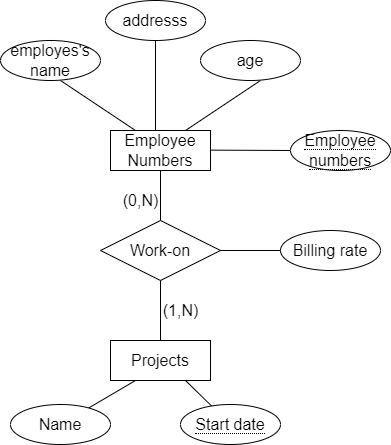 addresss
employes's
name
age
Employee
Numbers
Employee
numbers
(0,N)
Work-on
Billing rate
(1,N)
Projects
Name
Start date